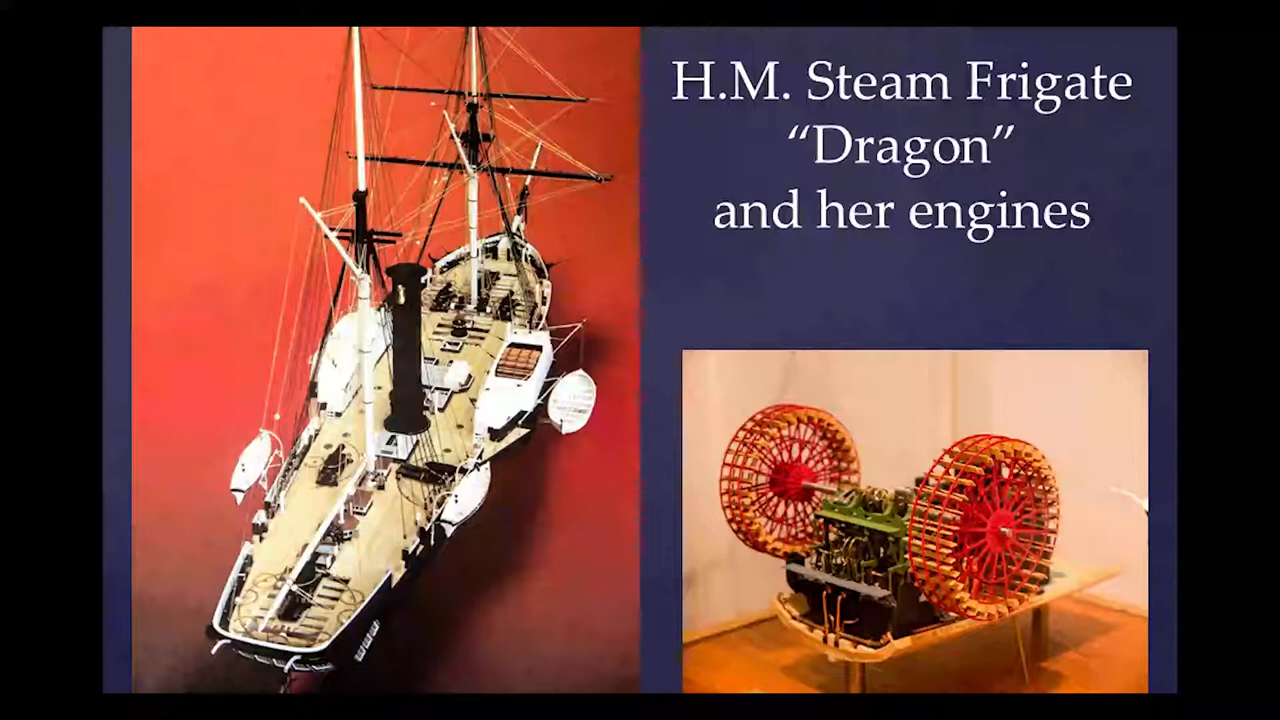 H.M. Steam Frigate
“Dragon”
and her engines